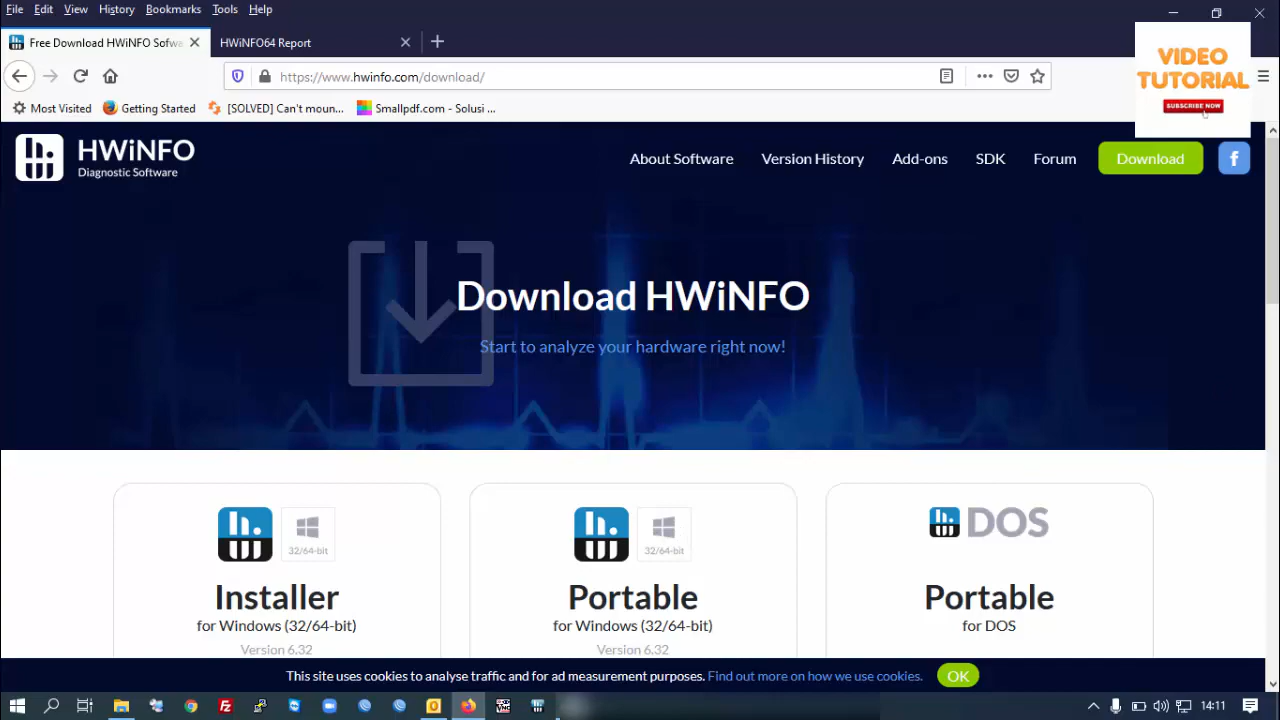 File Edit View History Bookmarks Tools Help
Free Download HWiNFO Sofwa
HWiNFO64 Report
https://www.hwinfo.com/download/
VIDEO
TUTORIAL
SUBSCRIBE NOW
Most Visited Getting Started [SOLVED] Can't moun... Smallpdf.com - Solusi ...
HWiNFO
Diagnostic Software
About Software Version History Add-ons SDK Forum Download f
Download HWiNFO
Start to analyze your hardware right now!
32/64-bit
Installer
for Windows (32/64-bit)
Version 6.32
32/64-bit
Portable
for Windows (32/64-bit)
Version 6.32
DOS
Portable
for DOS
This site uses cookies to analyse traffic and for ad measurement purposes. Find out more on how we use cookies. OK
14:11